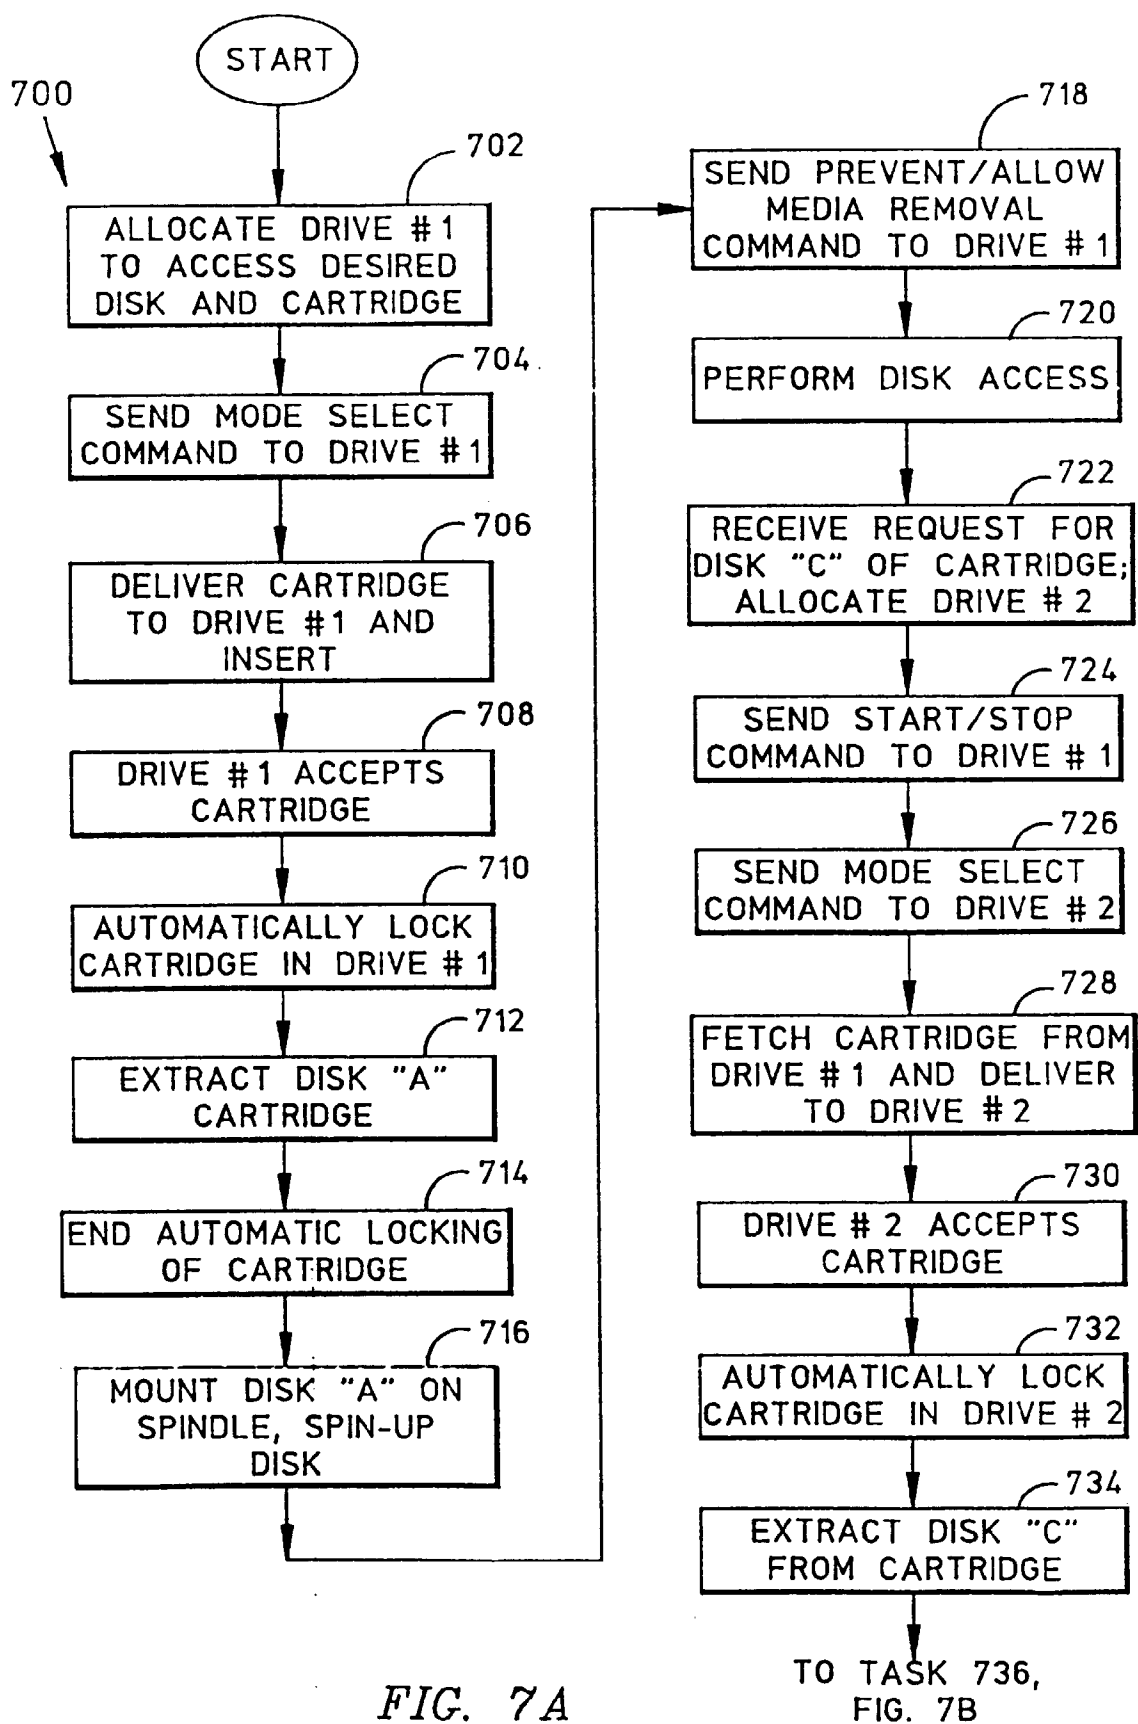 START
700
702
ALLOCATE DRIVE #1
TO ACCESS DESIRED
DISK AND CARTRIDGE
704
SEND MODE SELECT
COMMAND TO DRIVE #1
706
DELIVER CARTRIDGE
TO DRIVE #1 AND
INSERT
708
DRIVE #1 ACCEPTS
CARTRIDGE
710
AUTOMATICALLY LOCK
CARTRIDGE IN DRIVE #1
712
EXTRACT DISK "A"
CARTRIDGE
714
END AUTOMATIC LOCKING
OF CARTRIDGE
716
MOUNT DISK "A" ON
SPINDLE, SPIN-UP
DISK
718
SEND PREVENT/ALLOW
MEDIA REMOVAL
COMMAND TO DRIVE #1
720
PERFORM DISK ACCESS
722
RECEIVE REQUEST FOR
DISK "C" OF CARTRIDGE;
ALLOCATE DRIVE #2
724
SEND START/STOP
COMMAND TO DRIVE #1
726
SEND MODE SELECT
COMMAND TO DRIVE #2
728
FETCH CARTRIDGE FROM
DRIVE #1 AND DELIVER
TO DRIVE #2
730
DRIVE #2 ACCEPTS
CARTRIDGE
732
AUTOMATICALLY LOCK
CARTRIDGE IN DRIVE #2
734
EXTRACT DISK "C"
FROM CARTRIDGE
TO TASK 736,
FIG. 7B
FIG. 7A